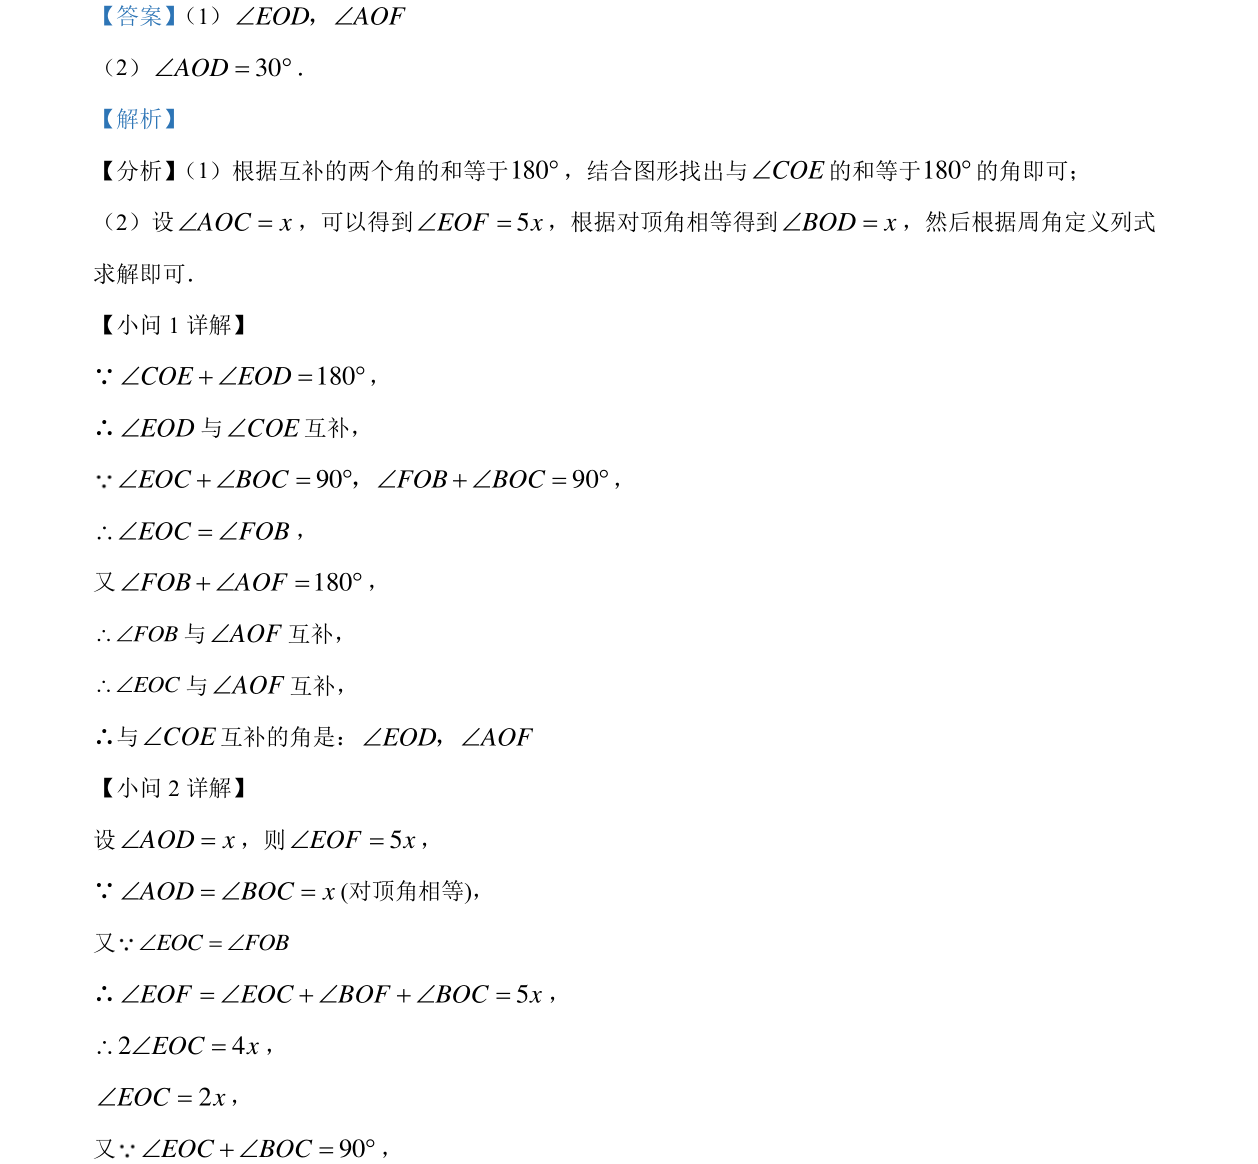 【答案】（1）∠EOD，∠AOF
（2）∠AOD = 30°．
【解析】
【分析】（1）根据互补的两个角的和等于180°，结合图形找出与∠COE的和等于180°的角即可；
（2）设∠AOC = x，可以得到∠EOF = 5x，根据对顶角相等得到∠BOD = x，然后根据周角定义列式
求解即可．
【小问 1 详解】
∵∠COE + ∠EOD = 180°，
∴∠EOD与∠COE互补，
∵∠EOC + ∠BOC = 90°，∠FOB + ∠BOC = 90°，
∴∠EOC = ∠FOB，
又∠FOB + ∠AOF = 180°，
∴∠FOB与∠AOF互补，
∴∠EOC与∠AOF互补，
∴与∠COE互补的角是：∠EOD，∠AOF
【小问 2 详解】
设∠AOD = x，则∠EOF = 5x，
∵∠AOD = ∠BOC = x (对顶角相等)，
又∵∠EOC = ∠FOB
∴∠EOF = ∠EOC + ∠BOF + ∠BOC = 5x，
∴2∠EOC = 4x，
∠EOC = 2x，
又∵∠EOC + ∠BOC = 90°，